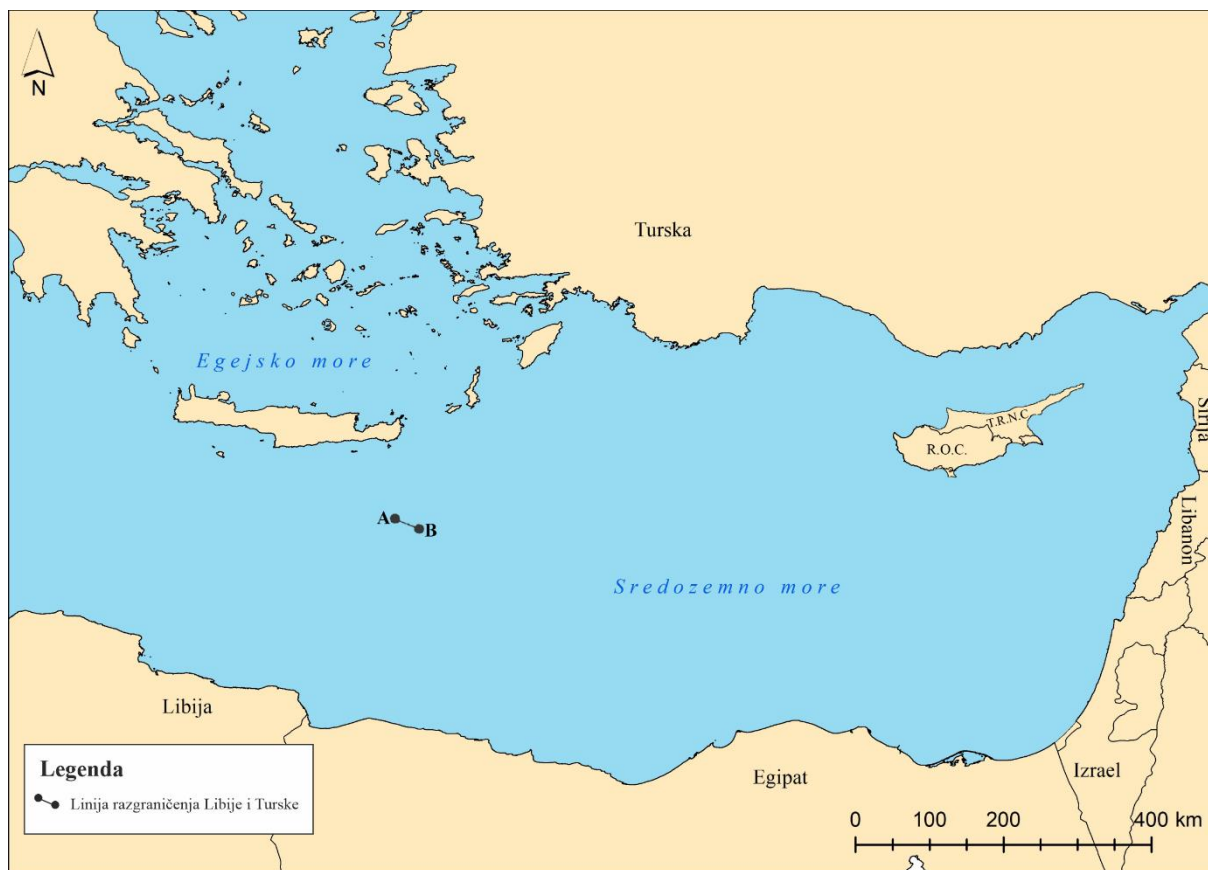 N
Turska
Egejsko more
T.R.N.C.
R.O.C.
Sirija
A
B
Libanon
Sredozemno more
Libija
Egipat
Izrael
Legenda
Linija razgraničenja Libije i Turske
0 100 200 400 km